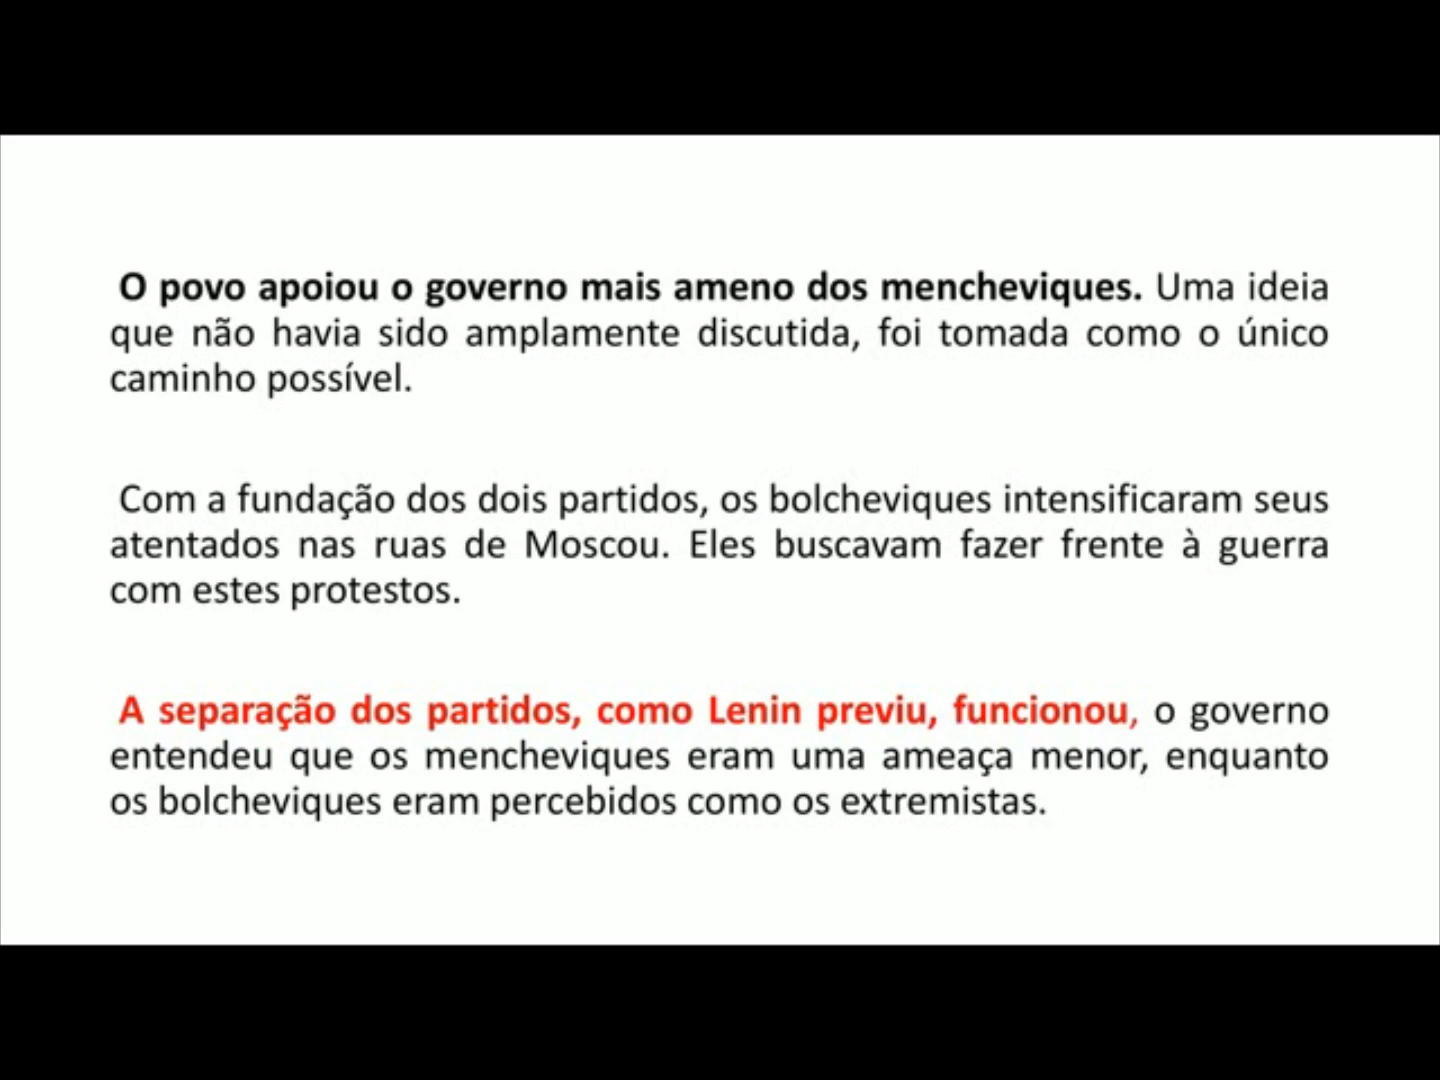 O povo apoiou o governo mais ameno dos mencheviques. Uma ideia
que não havia sido amplamente discutida, foi tomada como o único
caminho possível.
Com a fundação dos dois partidos, os bolcheviques intensificaram seus
atentados nas ruas de Moscou. Eles buscavam fazer frente à guerra
com estes protestos.
A separação dos partidos, como Lenin previu, funcionou, o governo
entendeu que os mencheviques eram uma ameaça menor, enquanto
os bolcheviques eram percebidos como os extremistas.